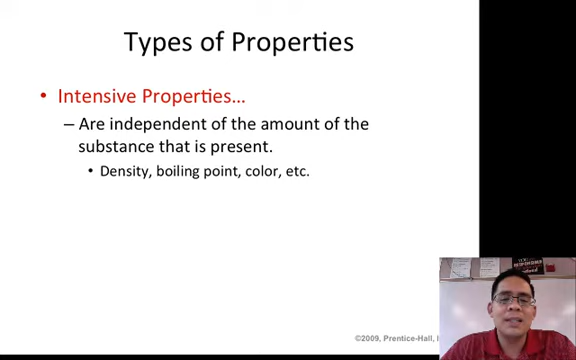 Types of Properties
• Intensive Properties…
– Are independent of the amount of the
substance that is present.
• Density, boiling point, color, etc.
©2009, Prentice-Hall, I